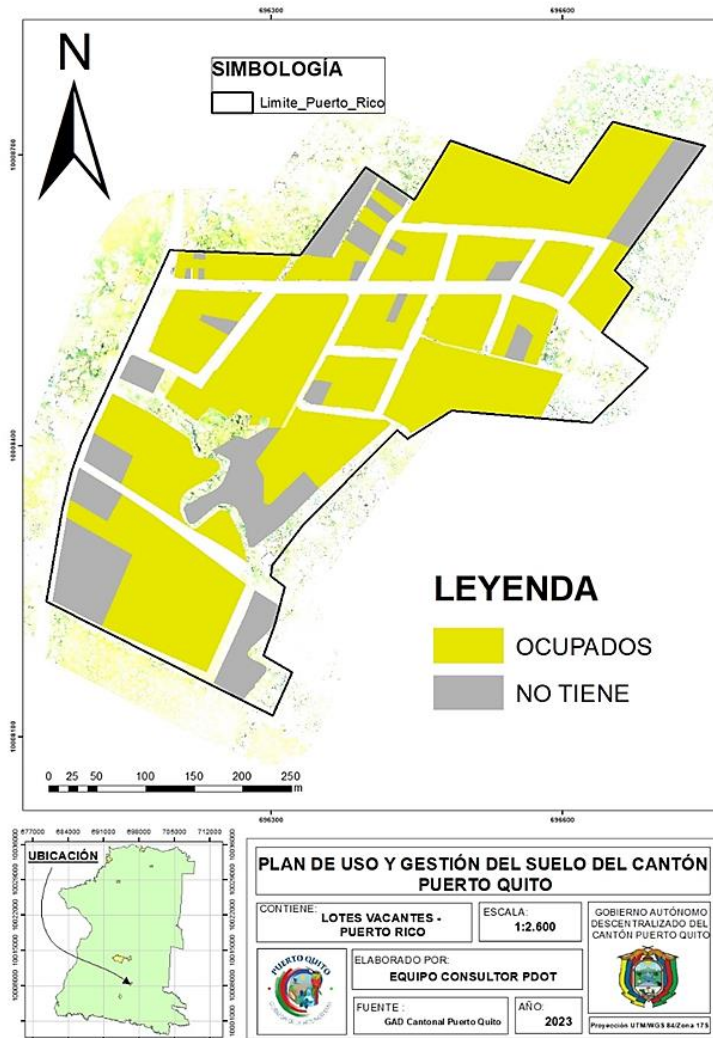 696300 696600
N
SIMBOLOGÍA
Limite_Puerto_Rico
10008700
10008400
10008100
LEYENDA
OCUPADOS
NO TIENE
0 25 50 100 150 200 250
m
696300 696600
677000 684000 691000 698000 705000 712000
UBICACIÓN
PLAN DE USO Y GESTIÓN DEL SUELO DEL CANTÓN
PUERTO QUITO
CONTIENE:
LOTES VACANTES -
PUERTO RICO
ESCALA:
1:2.600
GOBIERNO AUTÓNOMO
DESCENTRALIZADO DEL
CANTÓN PUERTO QUITO
PUERTO QUITO
ELABORADO POR:
EQUIPO CONSULTOR PDOT
FUENTE :
GAD Cantonal Puerto Quito
AÑO:
2023
Proyección UTM/WGS 84/Zona 17S